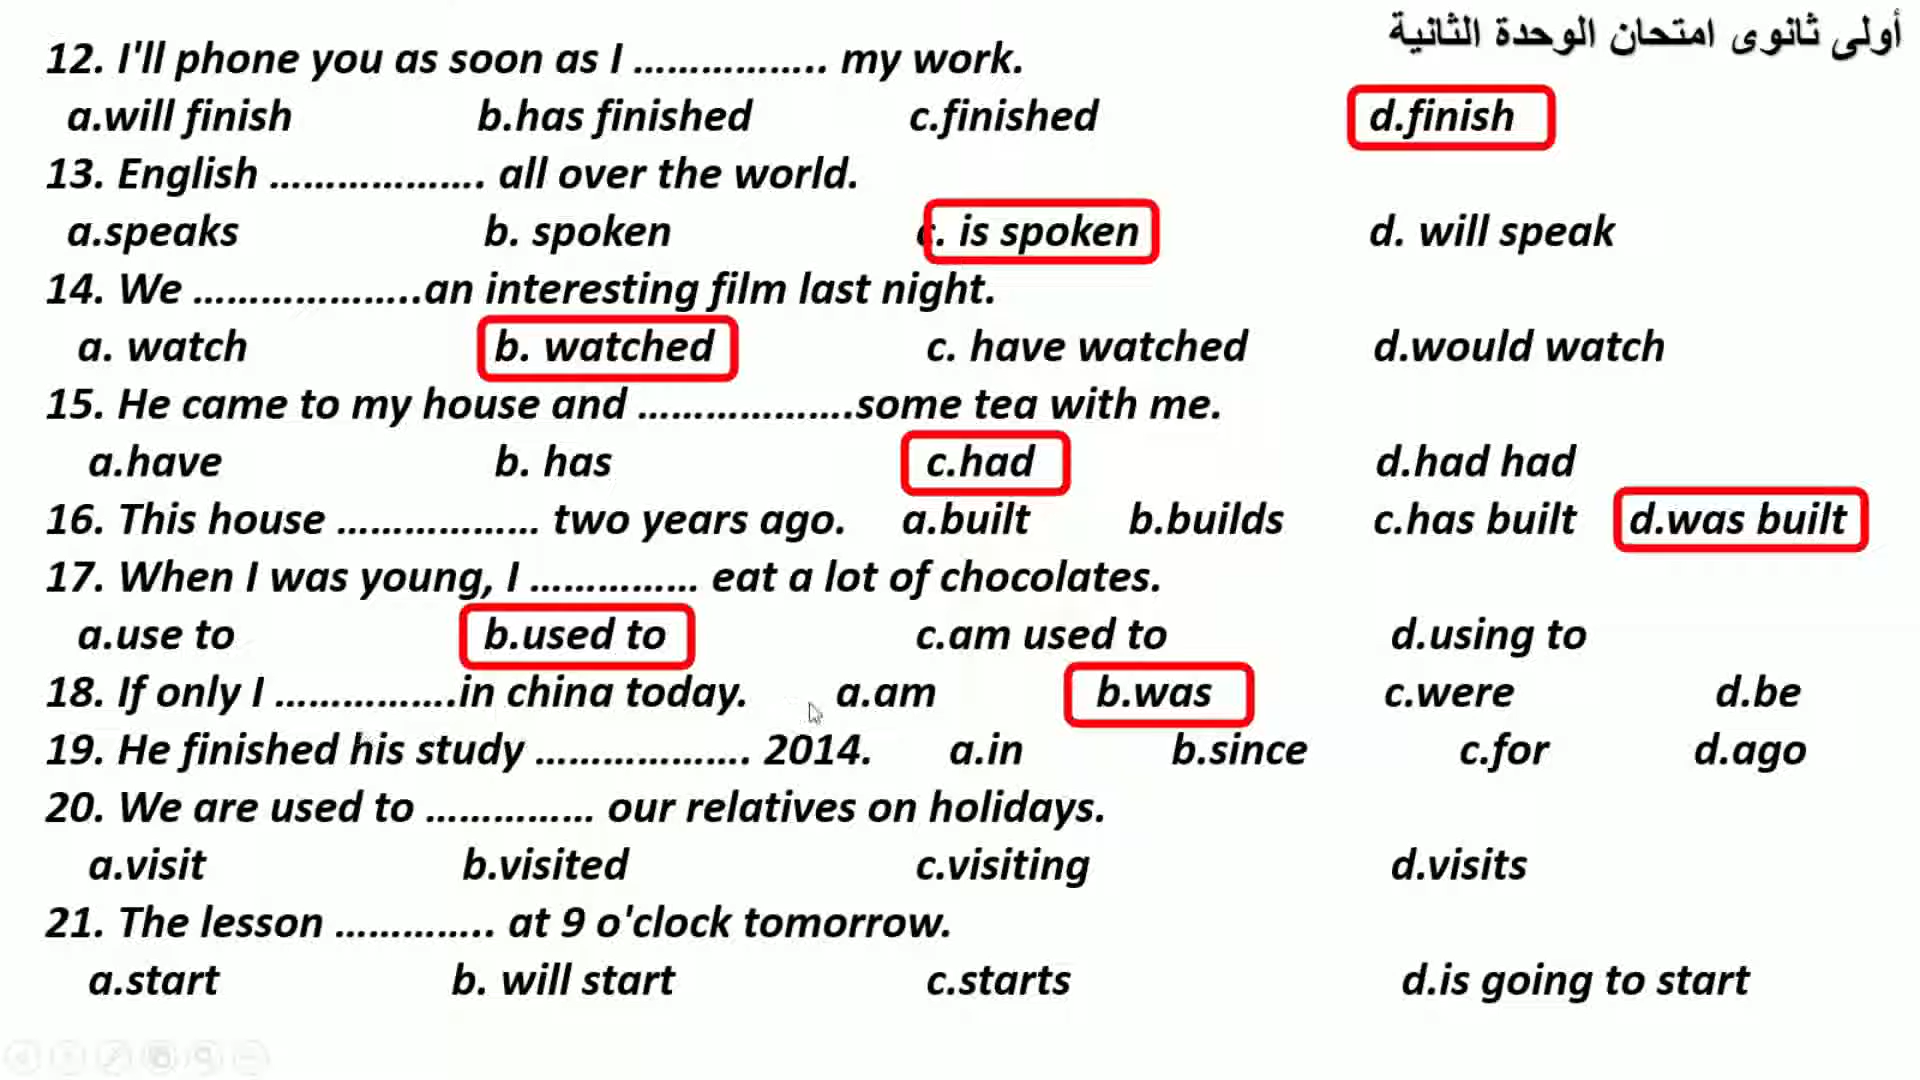 أولى ثانوى امتحان الوحدة الثانية
12. I'll phone you as soon as I …………….. my work.
a.will finish b.has finished c.finished d.finish
13. English ………………. all over the world.
a.speaks b. spoken c. is spoken d. will speak
14. We ………………..an interesting film last night.
a. watch b. watched c. have watched d.would watch
15. He came to my house and ……………….some tea with me.
a.have b. has c.had d.had had
16. This house ……………… two years ago. a.built b.builds c.has built d.was built
17. When I was young, I …………… eat a lot of chocolates.
a.use to b.used to c.am used to d.using to
18. If only I …………….in china today. a.am b.was c.were d.be
19. He finished his study ………………. 2014. a.in b.since c.for d.ago
20. We are used to …………… our relatives on holidays.
a.visit b.visited c.visiting d.visits
21. The lesson ………….. at 9 o'clock tomorrow.
a.start b. will start c.starts d.is going to start